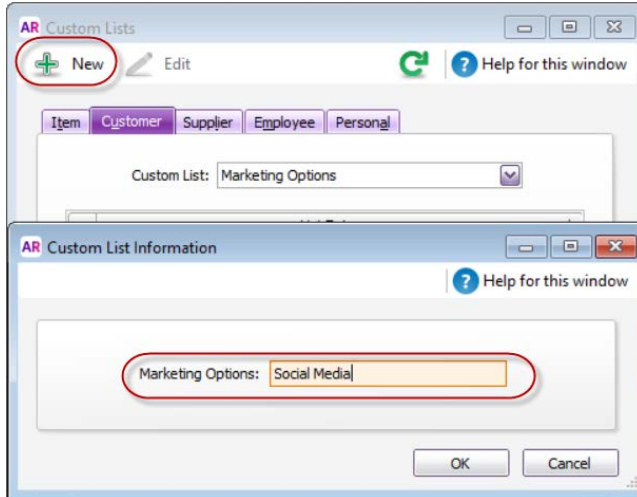 AR Custom Lists
New Edit ? Help for this window
Item Customer Supplier Employee Personal
Custom List: Marketing Options
AR Custom List Information
? Help for this window
Marketing Options: Social Media
OK Cancel